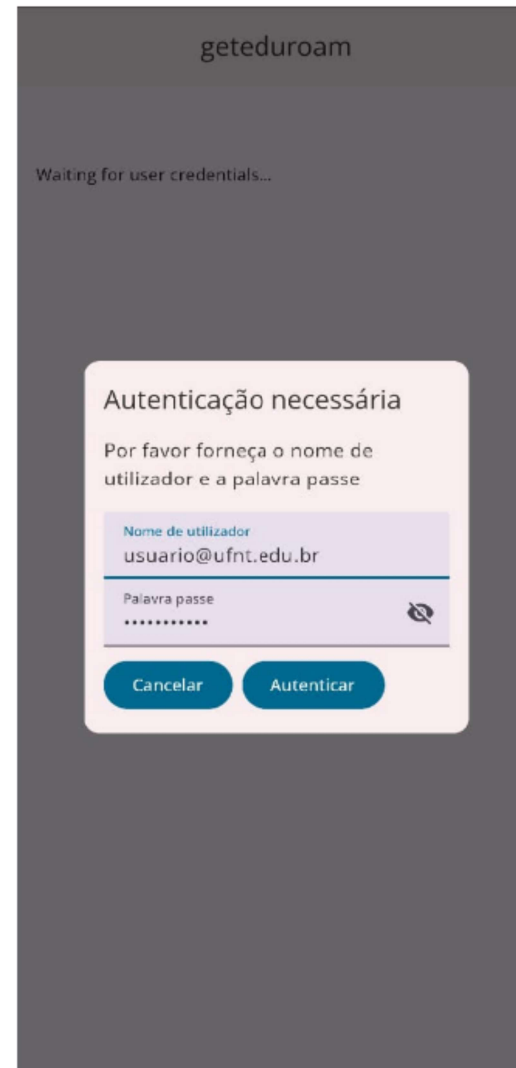 geteduroam
Waiting for user credentials...
Autenticação necessária
Por favor forneça o nome de
utilizador e a palavra passe
Nome de utilizador
usuario@ufnt.edu.br
Palavra passe
•••••••••••
Cancelar
Autenticar